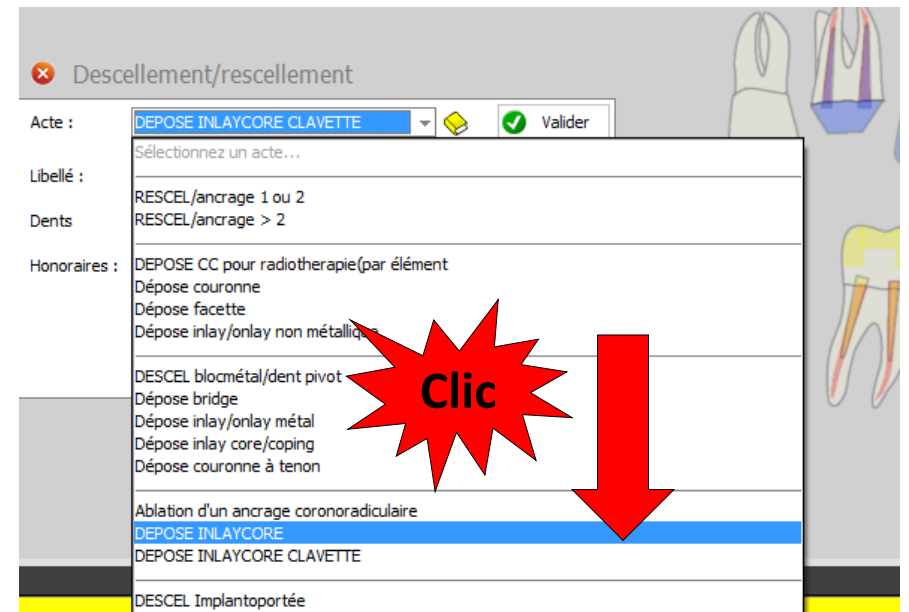 Descellement/rescellement
Acte :
DEPOSE INLAYCORE CLAVETTE
Valider
Sélectionnez un acte...
Libellé :
RESCEL/ancrage 1 ou 2
Dents
RESCEL/ancrage > 2
Honoraires :
DEPOSE CC pour radiotherapie(par élément
Dépose couronne
Dépose facette
Dépose inlay/onlay non métallique
DESCEL blocmétal/dent pivot
Clic
Dépose bridge
Dépose inlay/onlay métal
Dépose inlay core/coping
Dépose couronne à tenon
Ablation d'un ancrage coronoradiculaire
DEPOSE INLAYCORE
DEPOSE INLAYCORE CLAVETTE
DESCEL Implantoportée